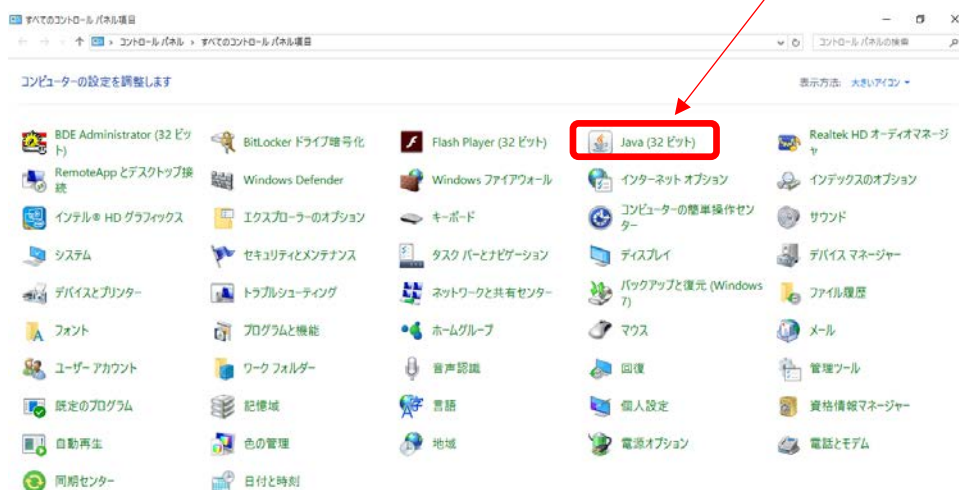 すべてのコントロール パネル項目
コントロール パネル › すべてのコントロール パネル項目
コントロール パネルの検索
コンピューターの設定を調整します
表示方法: 大きいアイコン
BDE Administrator (32 ビッ
ト)
BitLocker ドライブ暗号化
Flash Player (32 ビット)
Java (32 ビット)
Realtek HD オーディオマネージ
ャ
RemoteApp とデスクトップ接
続
Windows Defender
Windows ファイアウォール
インターネット オプション
インデックスのオプション
インテル® HD グラフィックス
エクスプローラーのオプション
キーボード
コンピューターの簡単操作セン
ター
サウンド
システム
セキュリティとメンテナンス
タスク バーとナビゲーション
ディスプレイ
デバイス マネージャー
デバイスとプリンター
トラブルシューティング
ネットワークと共有センター
バックアップと復元 (Windows
7)
ファイル履歴
フォント
プログラムと機能
ホームグループ
マウス
メール
ユーザー アカウント
ワーク フォルダー
音声認識
回復
管理ツール
既定のプログラム
記憶域
言語
個人設定
資格情報マネージャー
自動再生
色の管理
地域
電源オプション
電話とモデム
同期センター
日付と時刻